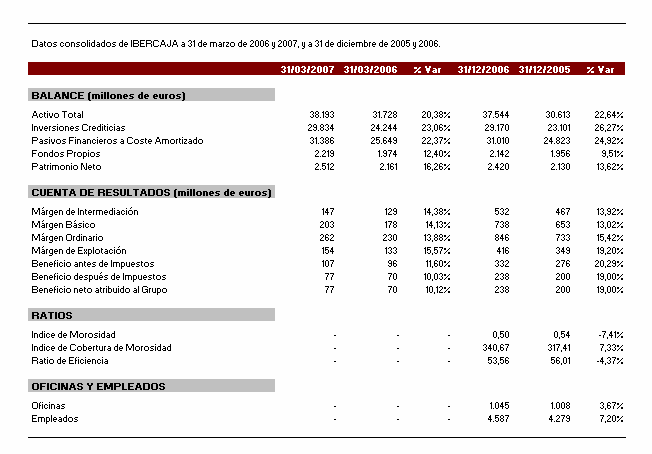 Datos consolidados de IBERCAJA a 31 de marzo de 2006 y 2007, y a 31 de diciembre de 2005 y 2006.
31/03/2007 31/03/2006 % Var 31/12/2006 31/12/2005 % Var
BALANCE (millones de euros)
Activo Total 38.193 31.728 20,38% 37.544 30.613 22,64%
Inversiones Crediticias 29.834 24.244 23,06% 29.170 23.101 26,27%
Pasivos Financieros a Coste Amortizado 31.386 25.649 22,37% 31.010 24.823 24,92%
Fondos Propios 2.219 1.974 12,40% 2.142 1.956 9,51%
Patrimonio Neto 2.512 2.161 16,26% 2.420 2.130 13,62%
CUENTA DE RESULTADOS (millones de euros)
Márgen de Intermediación 147 129 14,38% 532 467 13,92%
Márgen Básico 203 178 14,13% 738 653 13,02%
Márgen Ordinario 262 230 13,88% 846 733 15,42%
Márgen de Explotación 154 133 15,57% 416 349 19,20%
Beneficio antes de Impuestos 107 96 11,60% 332 276 20,29%
Beneficio después de Impuestos 77 70 10,03% 238 200 19,00%
Beneficio neto atribuido al Grupo 77 70 10,12% 238 200 19,00%
RATIOS
Indice de Morosidad - - - 0,50 0,54 -7,41%
Indice de Cobertura de Morosidad - - - 340,67 317,41 7,33%
Ratio de Eficiencia - - - 53,56 56,01 -4,37%
OFICINAS Y EMPLEADOS
Oficinas - - - 1.045 1.008 3,67%
Empleados - - - 4.587 4.279 7,20%